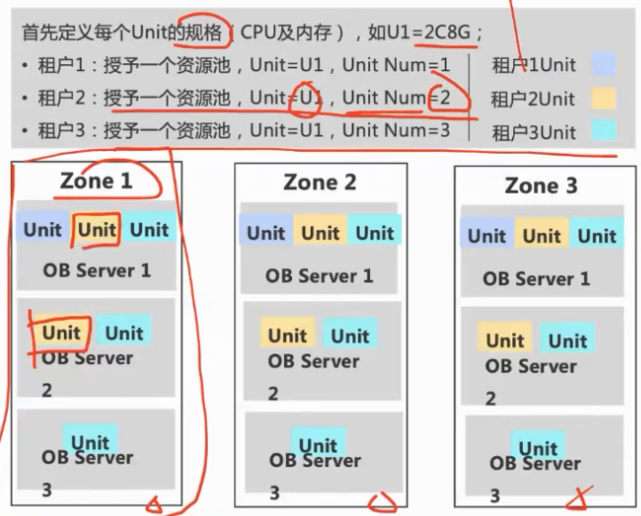 首先定义每个Unit的规格（CPU及内存），如U1=2C8G；
• 租户1：授予一个资源池，Unit=U1，Unit Num=1
租户1Unit
• 租户2：授予一个资源池，Unit=U1，Unit Num=2
租户2Unit
• 租户3：授予一个资源池，Unit=U1，Unit Num=3
租户3Unit
Zone 1
Unit Unit Unit
OB Server 1
Unit Unit
OB Server
2
Unit
OB Server
3
Zone 2
Unit Unit Unit
OB Server 1
Unit Unit
OB Server
2
Unit
OB Server
3
Zone 3
Unit Unit Unit
OB Server 1
Unit Unit
OB Server
2
Unit
OB Server
3